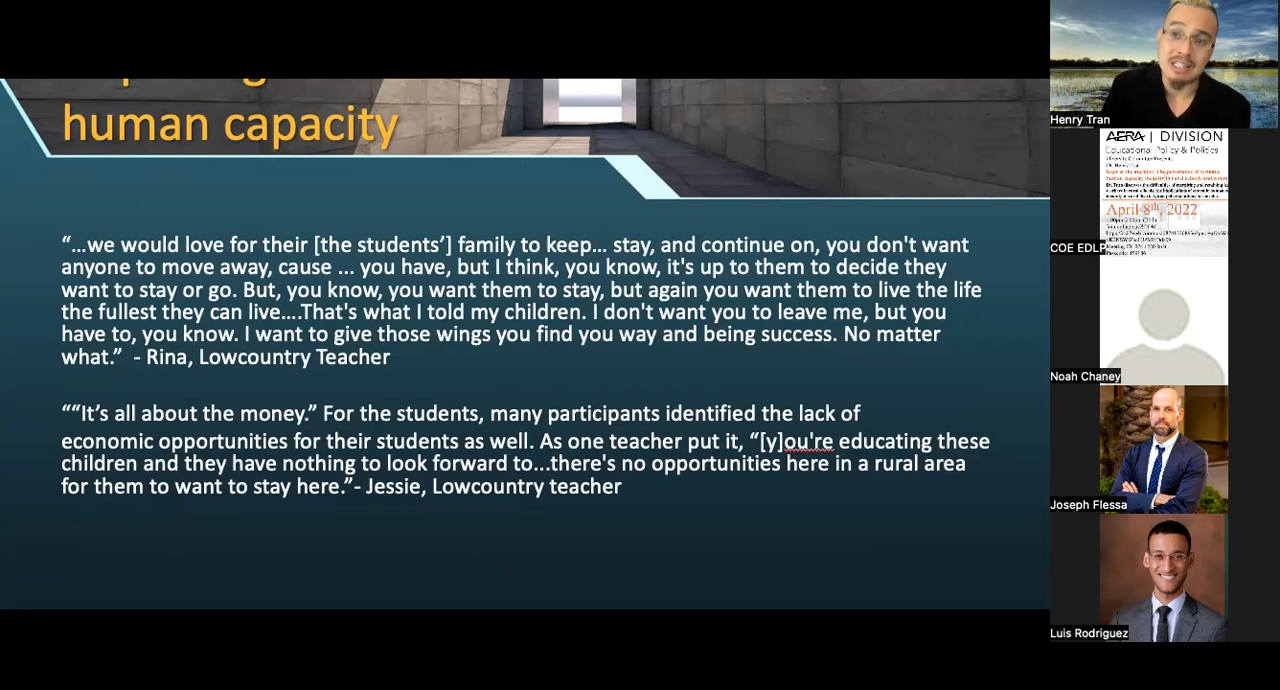 human capacity
“…we would love for their [the students’] family to keep… stay, and continue on, you don't want
anyone to move away, cause … you have, but I think, you know, it's up to them to decide they
want to stay or go. But, you know, you want them to stay, but again you want them to live the life
the fullest they can live….That's what I told my children. I don't want you to leave me, but you
have to, you know. I want to give those wings you find you way and being success. No matter
what.” - Rina, Lowcountry Teacher
““It’s all about the money.” For the students, many participants identified the lack of
economic opportunities for their students as well. As one teacher put it, “[y]ou're educating these
children and they have nothing to look forward to...there's no opportunities here in a rural area
for them to want to stay here.”- Jessie, Lowcountry teacher
Henry Tran
AERA | DIVISION
Educational Policy & Politics
Diversity Committee Presents
Dr. Henry Tran
April 8th, 2022
COE EDLP
Noah Chaney
Joseph Flessa
Luis Rodriguez